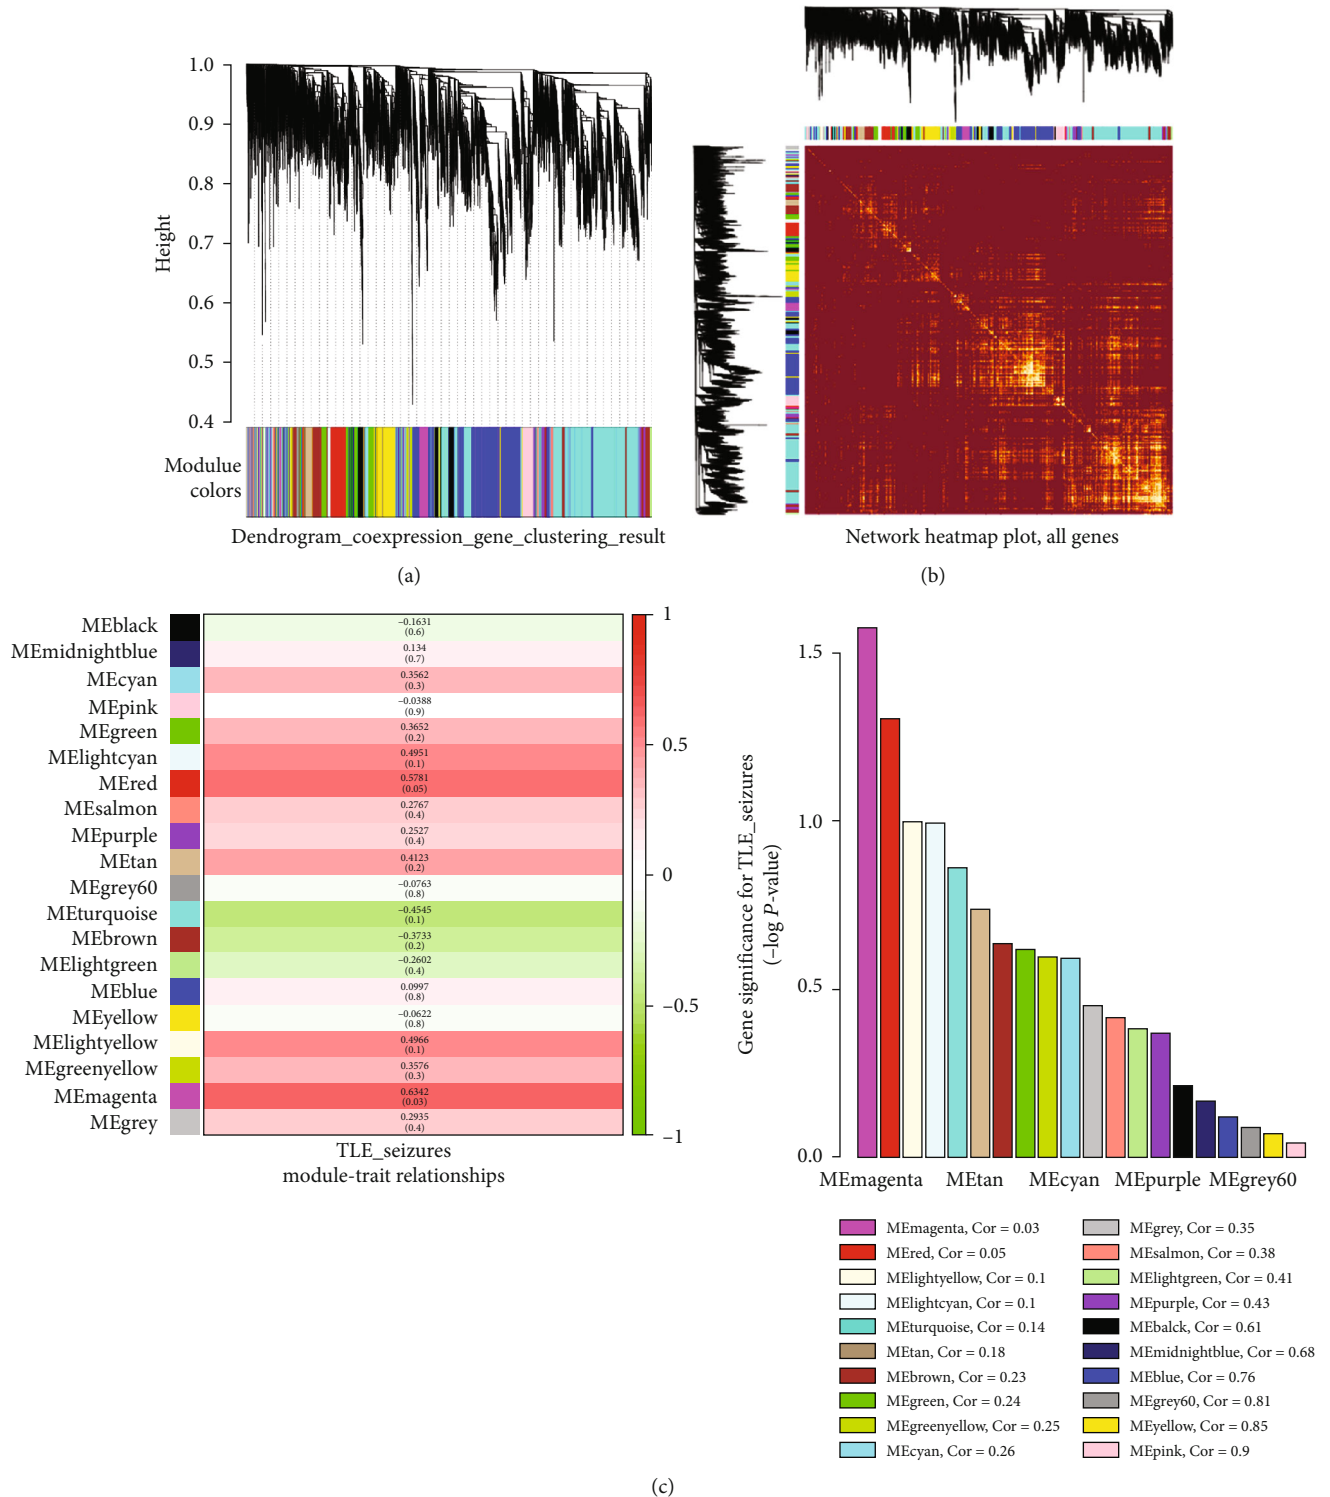 1.0
0.9
0.8
0.7
0.6
0.5
0.4
Height
Modulue
colors
Dendrogram_coexpression_gene_clustering_result
(a)
Network heatmap plot, all genes
(b)
MEblack
−0.1631
(0.6)
MEmidnightblue
0.134
(0.7)
MEcyan
0.3562
(0.3)
MEpink
−0.0388
(0.9)
MEgreen
0.3652
(0.2)
MElightcyan
0.4951
(0.1)
MEred
0.5781
(0.05)
MEsalmon
0.2767
(0.4)
MEpurple
0.2527
(0.4)
MEtan
0.4123
(0.2)
MEgrey60
−0.0763
(0.8)
MEturquoise
−0.4545
(0.1)
MEbrown
−0.3733
(0.2)
MElightgreen
−0.2602
(0.4)
MEblue
0.0997
(0.8)
MEyellow
−0.0622
(0.8)
MElightyellow
0.4966
(0.1)
MEgreenyellow
0.3576
(0.3)
MEmagenta
0.6342
(0.03)
MEgrey
0.2935
(0.4)
1
0.5
0
−0.5
−1
TLE_seizures
module-trait relationships
Gene significance for TLE_seizures
(−log P-value)
1.5
1.0
0.5
0.0
MEmagenta MEtan MEcyan MEpurple MEgrey60
MEmagenta, Cor = 0.03
MEred, Cor = 0.05
MElightyellow, Cor = 0.1
MElightcyan, Cor = 0.1
MEturquoise, Cor = 0.14
MEtan, Cor = 0.18
MEbrown, Cor = 0.23
MEgreen, Cor = 0.24
MEgreenyellow, Cor = 0.25
MEcyan, Cor = 0.26
MEgrey, Cor = 0.35
MEsalmon, Cor = 0.38
MElightgreen, Cor = 0.41
MEpurple, Cor = 0.43
MEbalck, Cor = 0.61
MEmidnightblue, Cor = 0.68
MEblue, Cor = 0.76
MEgrey60, Cor = 0.81
MEyellow, Cor = 0.85
MEpink, Cor = 0.9
(c)